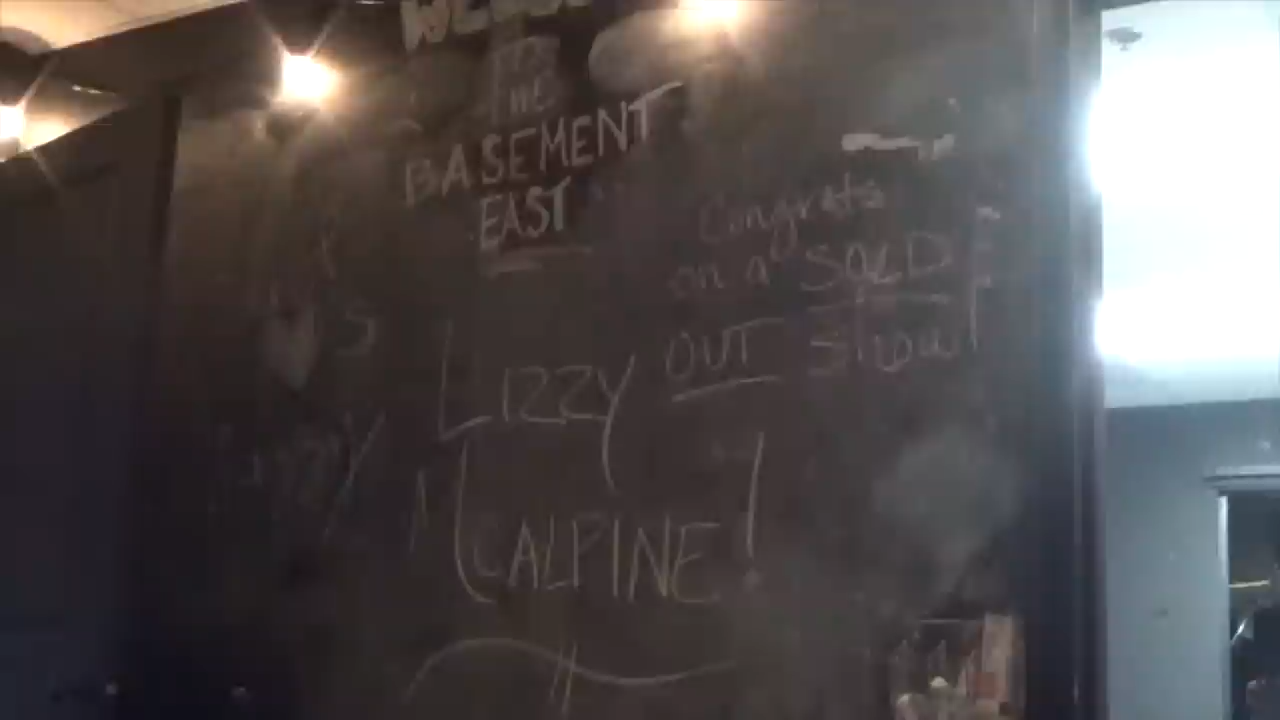 THE
BASEMENT
EAST
Congrats
on a SOLD
OUT show!
LIZZY
McALPINE!